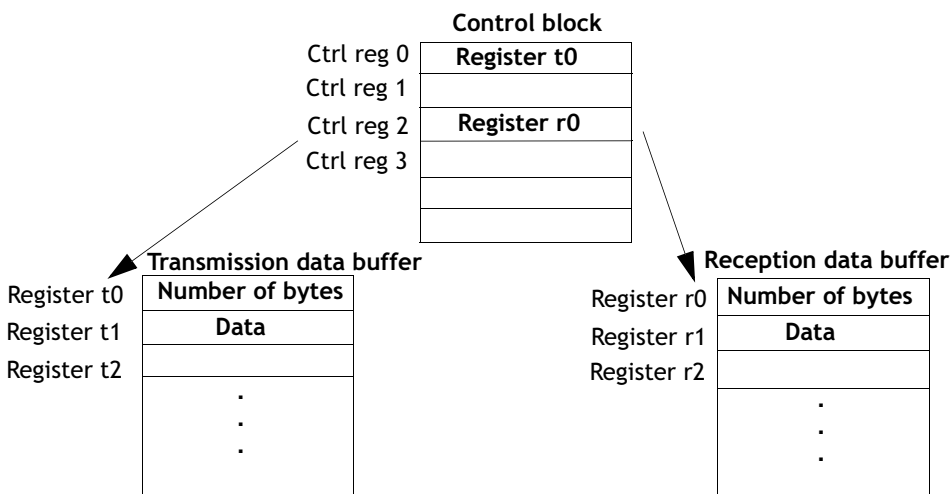 Control block
Ctrl reg 0 Register t0
Ctrl reg 1
Ctrl reg 2 Register r0
Ctrl reg 3
Transmission data buffer
Register t0 Number of bytes
Register t1 Data
Register t2
.
.
.
Reception data buffer
Register r0 Number of bytes
Register r1 Data
Register r2
.
.
.